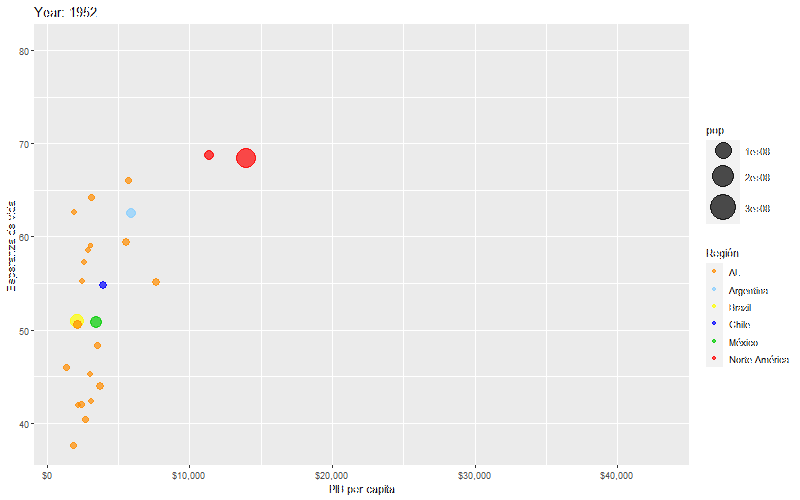 Year: 1952
Esperanza de vida
80
70
60
50
40
$0
$10,000
$20,000
$30,000
$40,000
PIB per capita
pop
1e+08
2e+08
3e+08
Región
AL
Argentina
Brazil
Chile
México
Norte América